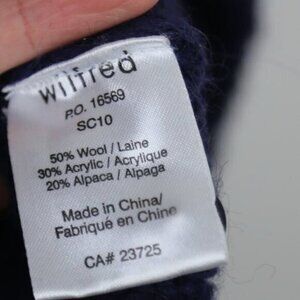 wilfred
P.O. 16569
SC10
50% Wool / Laine
30% Acrylic / Acrylique
20% Alpaca / Alpaga
Made in China/
Fabriqué en Chine
CA# 23725